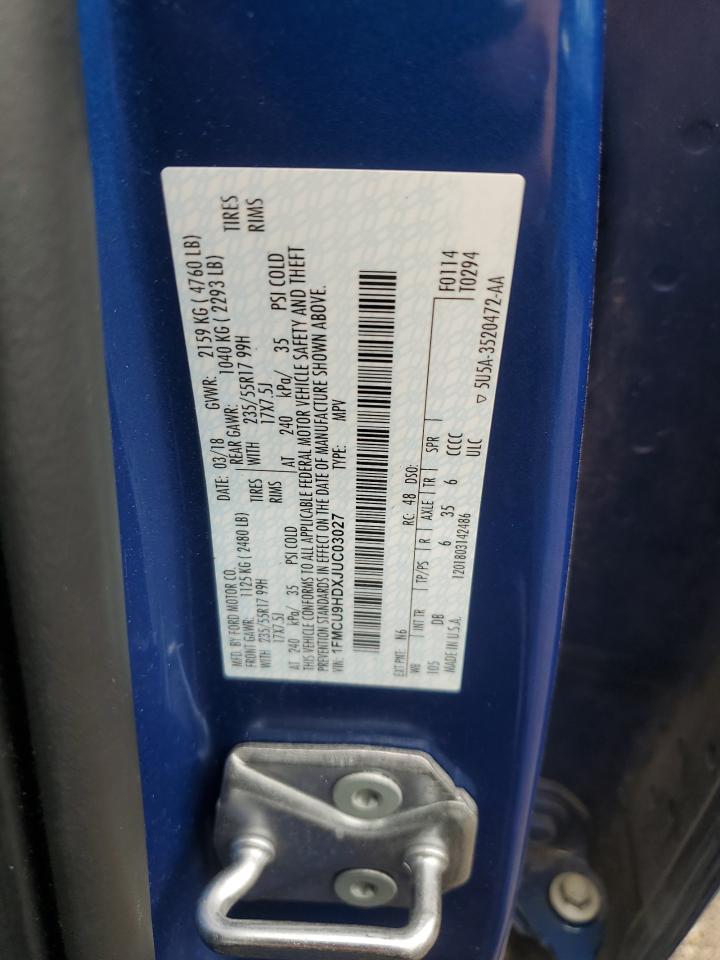 MFD. BY FORD MOTOR CO. DATE: 03/18 GVWR: 2159 KG ( 4760 LB)
FRONT GAWR: 1125 KG ( 2480 LB) REAR GAWR: 1040 KG ( 2293 LB)
WITH 235/55R17 99H TIRES WITH 235/55R17 99H TIRES
17X7.5J RIMS 17X7.5J RIMS
AT 240 kPa/ 35 PSI COLD AT 240 kPa/ 35 PSI COLD
THIS VEHICLE CONFORMS TO ALL APPLICABLE FEDERAL MOTOR VEHICLE SAFETY AND THEFT
PREVENTION STANDARDS IN EFFECT ON THE DATE OF MANUFACTURE SHOWN ABOVE.
VIN: 1FMCU9HDXJUC03027 TYPE: MPV
EXT PNT: N6 RC: 48 DSO: F0114
WB INT TR TP/PS R AXLE TR SPR T0294
105 DB 6 35 6 CCCC
MADE IN U.S.A. 1201803142486 ULC
▽ 5U5A-3520472-AA